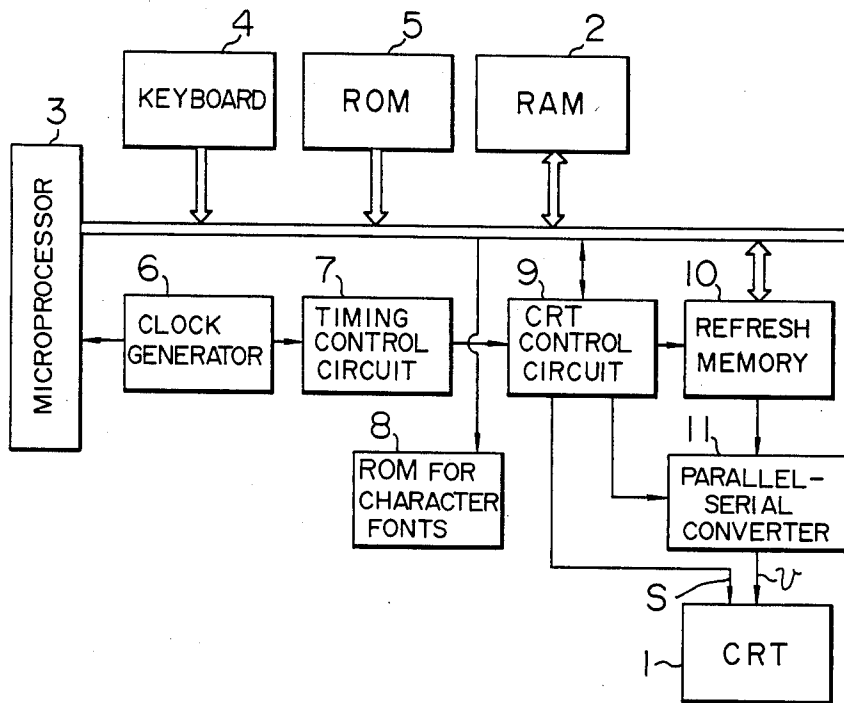 4
5
2
KEYBOARD
ROM
RAM
3
MICROPROCESSOR
6
7
9
10
CLOCK
GENERATOR
TIMING
CONTROL
CIRCUIT
CRT
CONTROL
CIRCUIT
REFRESH
MEMORY
8
ROM FOR
CHARACTER
FONTS
11
PARALLEL-
SERIAL
CONVERTER
S
v
1
CRT